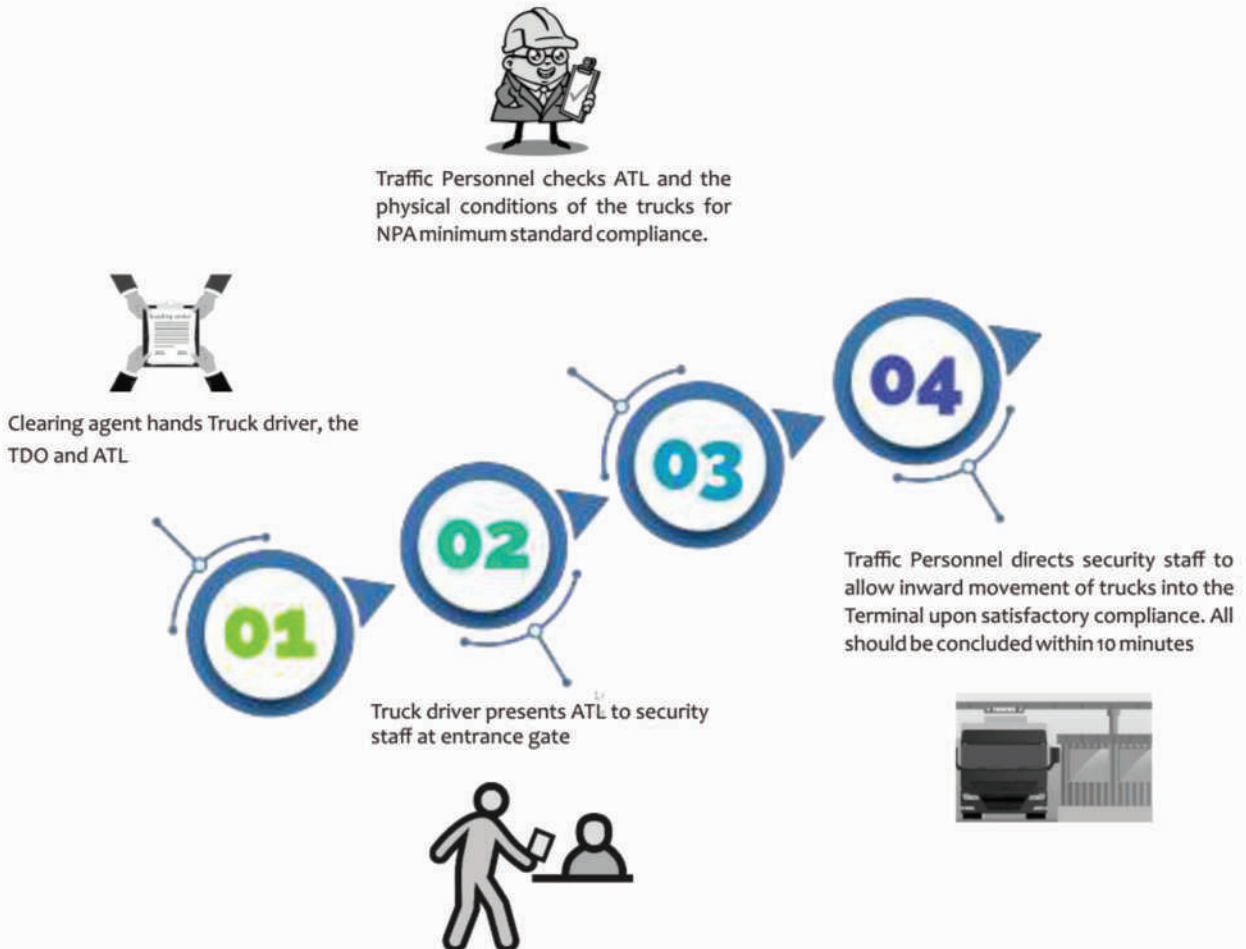 Traffic Personnel checks ATL and the
physical conditions of the trucks for
NPA minimum standard compliance.
Clearing agent hands Truck driver, the
TDO and ATL
01
02
03
04
Truck driver presents ATL to security
staff at entrance gate
Traffic Personnel directs security staff to
allow inward movement of trucks into the
Terminal upon satisfactory compliance. All
should be concluded within 10 minutes